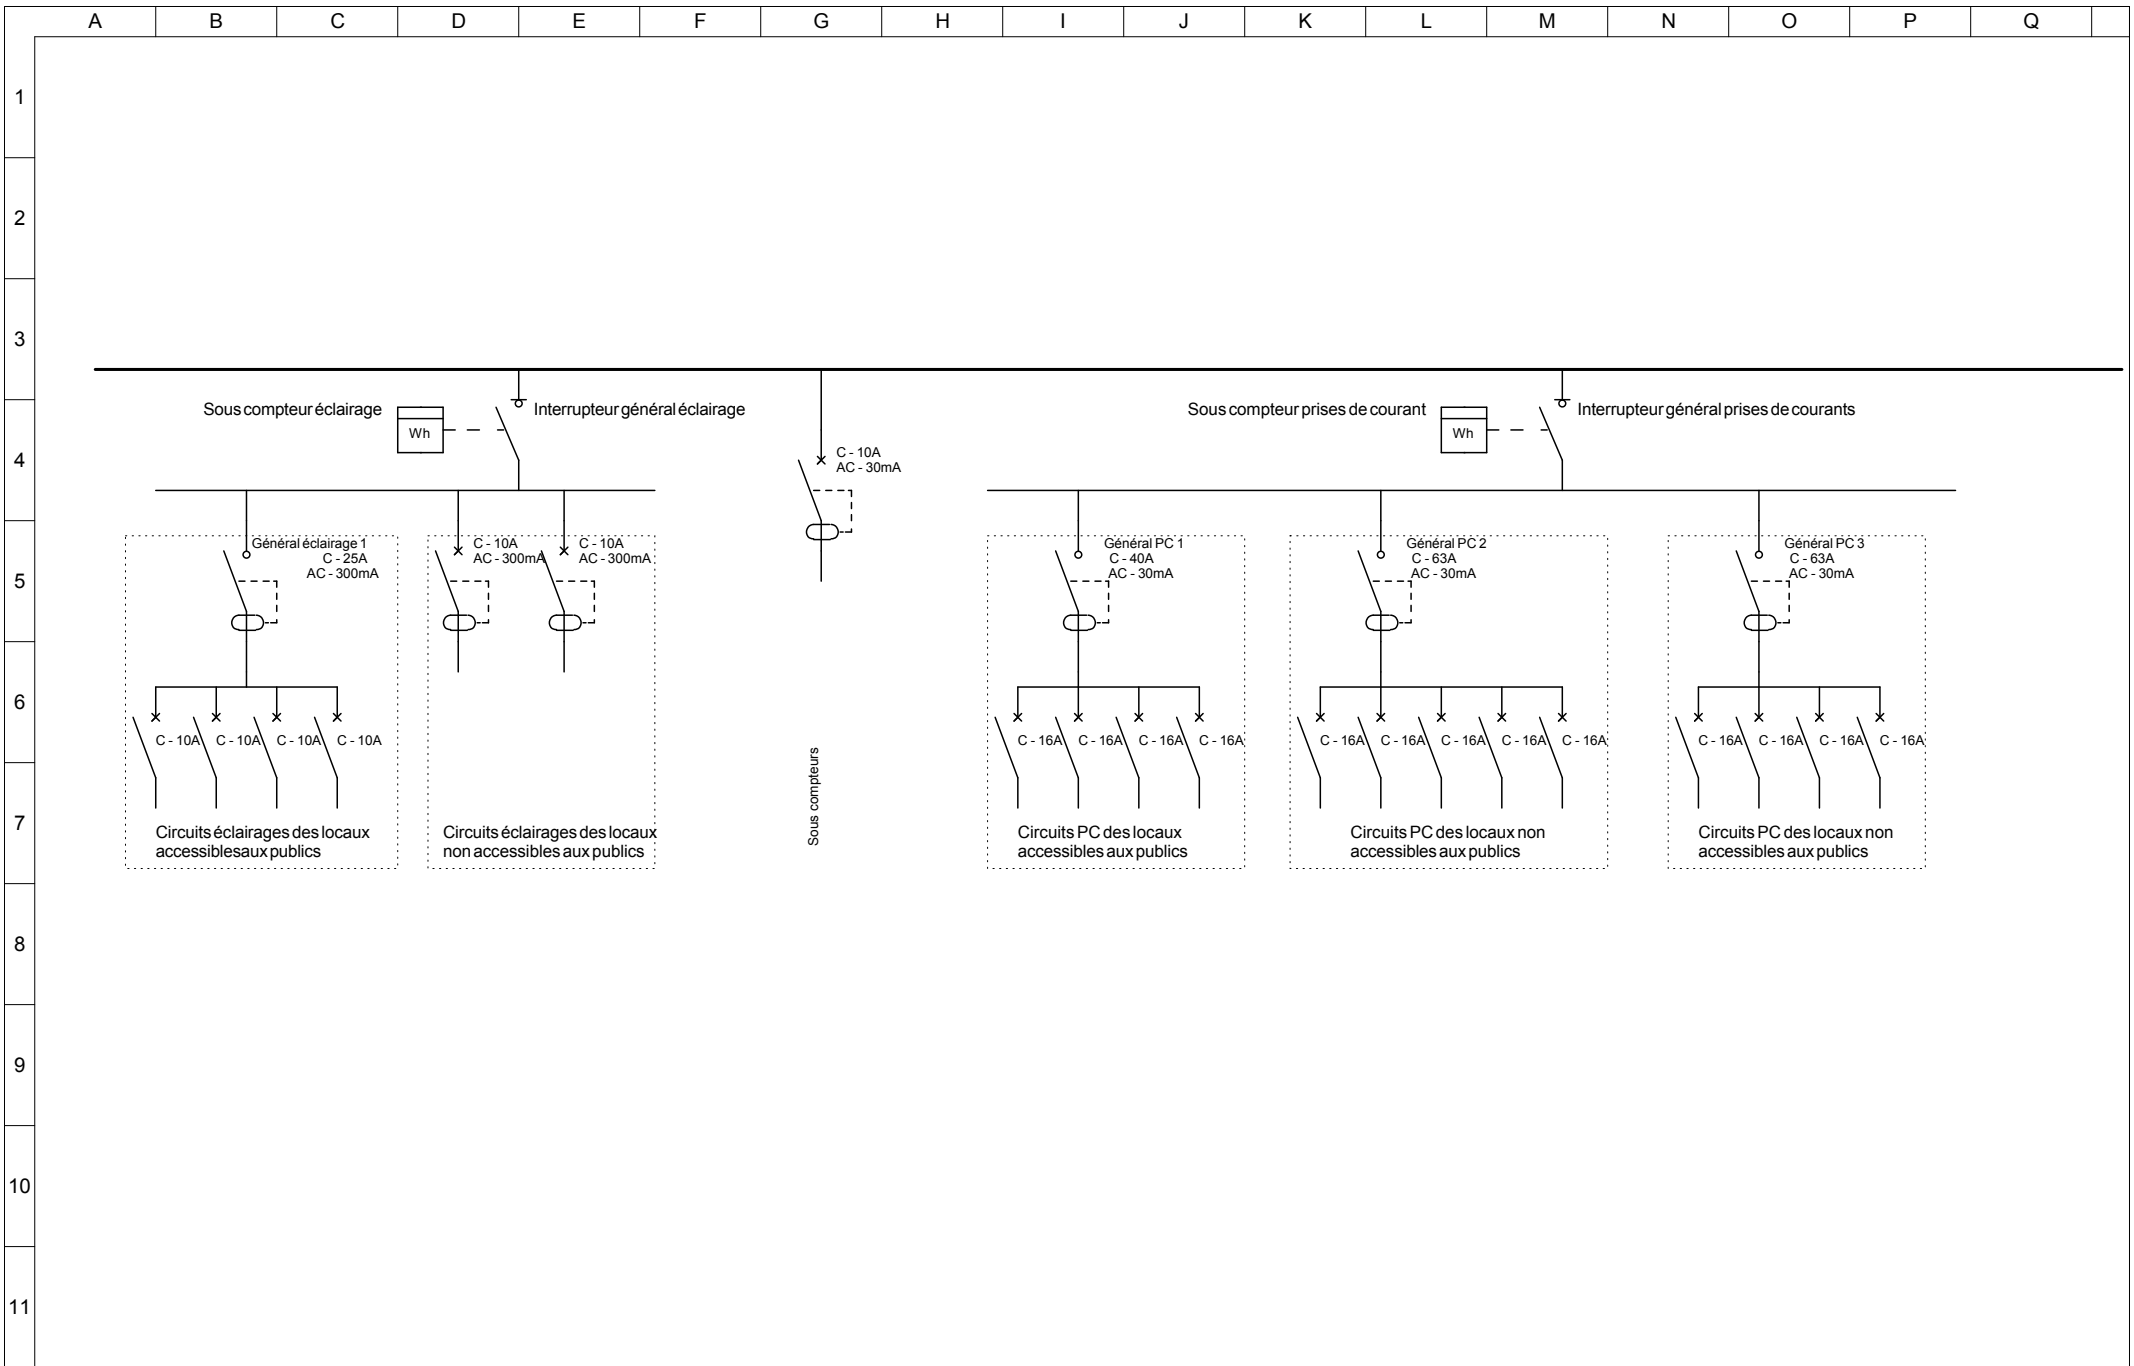 A B C D E F G H I J K L M N O P Q
1
2
3
Sous compteur éclairage
Wh
Interrupteur général éclairage
Sous compteur prises de courant
Wh
Interrupteur général prises de courants
4
C - 10A
AC - 30mA
5
Général éclairage 1
C - 25A
AC - 300mA
C - 10A
AC - 300mA
C - 10A
AC - 300mA
Général PC 1
C - 40A
AC - 30mA
Général PC 2
C - 63A
AC - 30mA
Général PC 3
C - 63A
AC - 30mA
6
C - 10A C - 10A C - 10A C - 10A
C - 16A C - 16A C - 16A C - 16A
C - 16A C - 16A C - 16A C - 16A C - 16A
C - 16A C - 16A C - 16A C - 16A
Sous compteurs
7
Circuits éclairages des locaux
accessiblesaux publics
Circuits éclairages des locaux
non accessibles aux publics
Circuits PC des locaux
accessibles aux publics
Circuits PC des locaux non
accessibles aux publics
Circuits PC des locaux non
accessibles aux publics
8
9
10
11